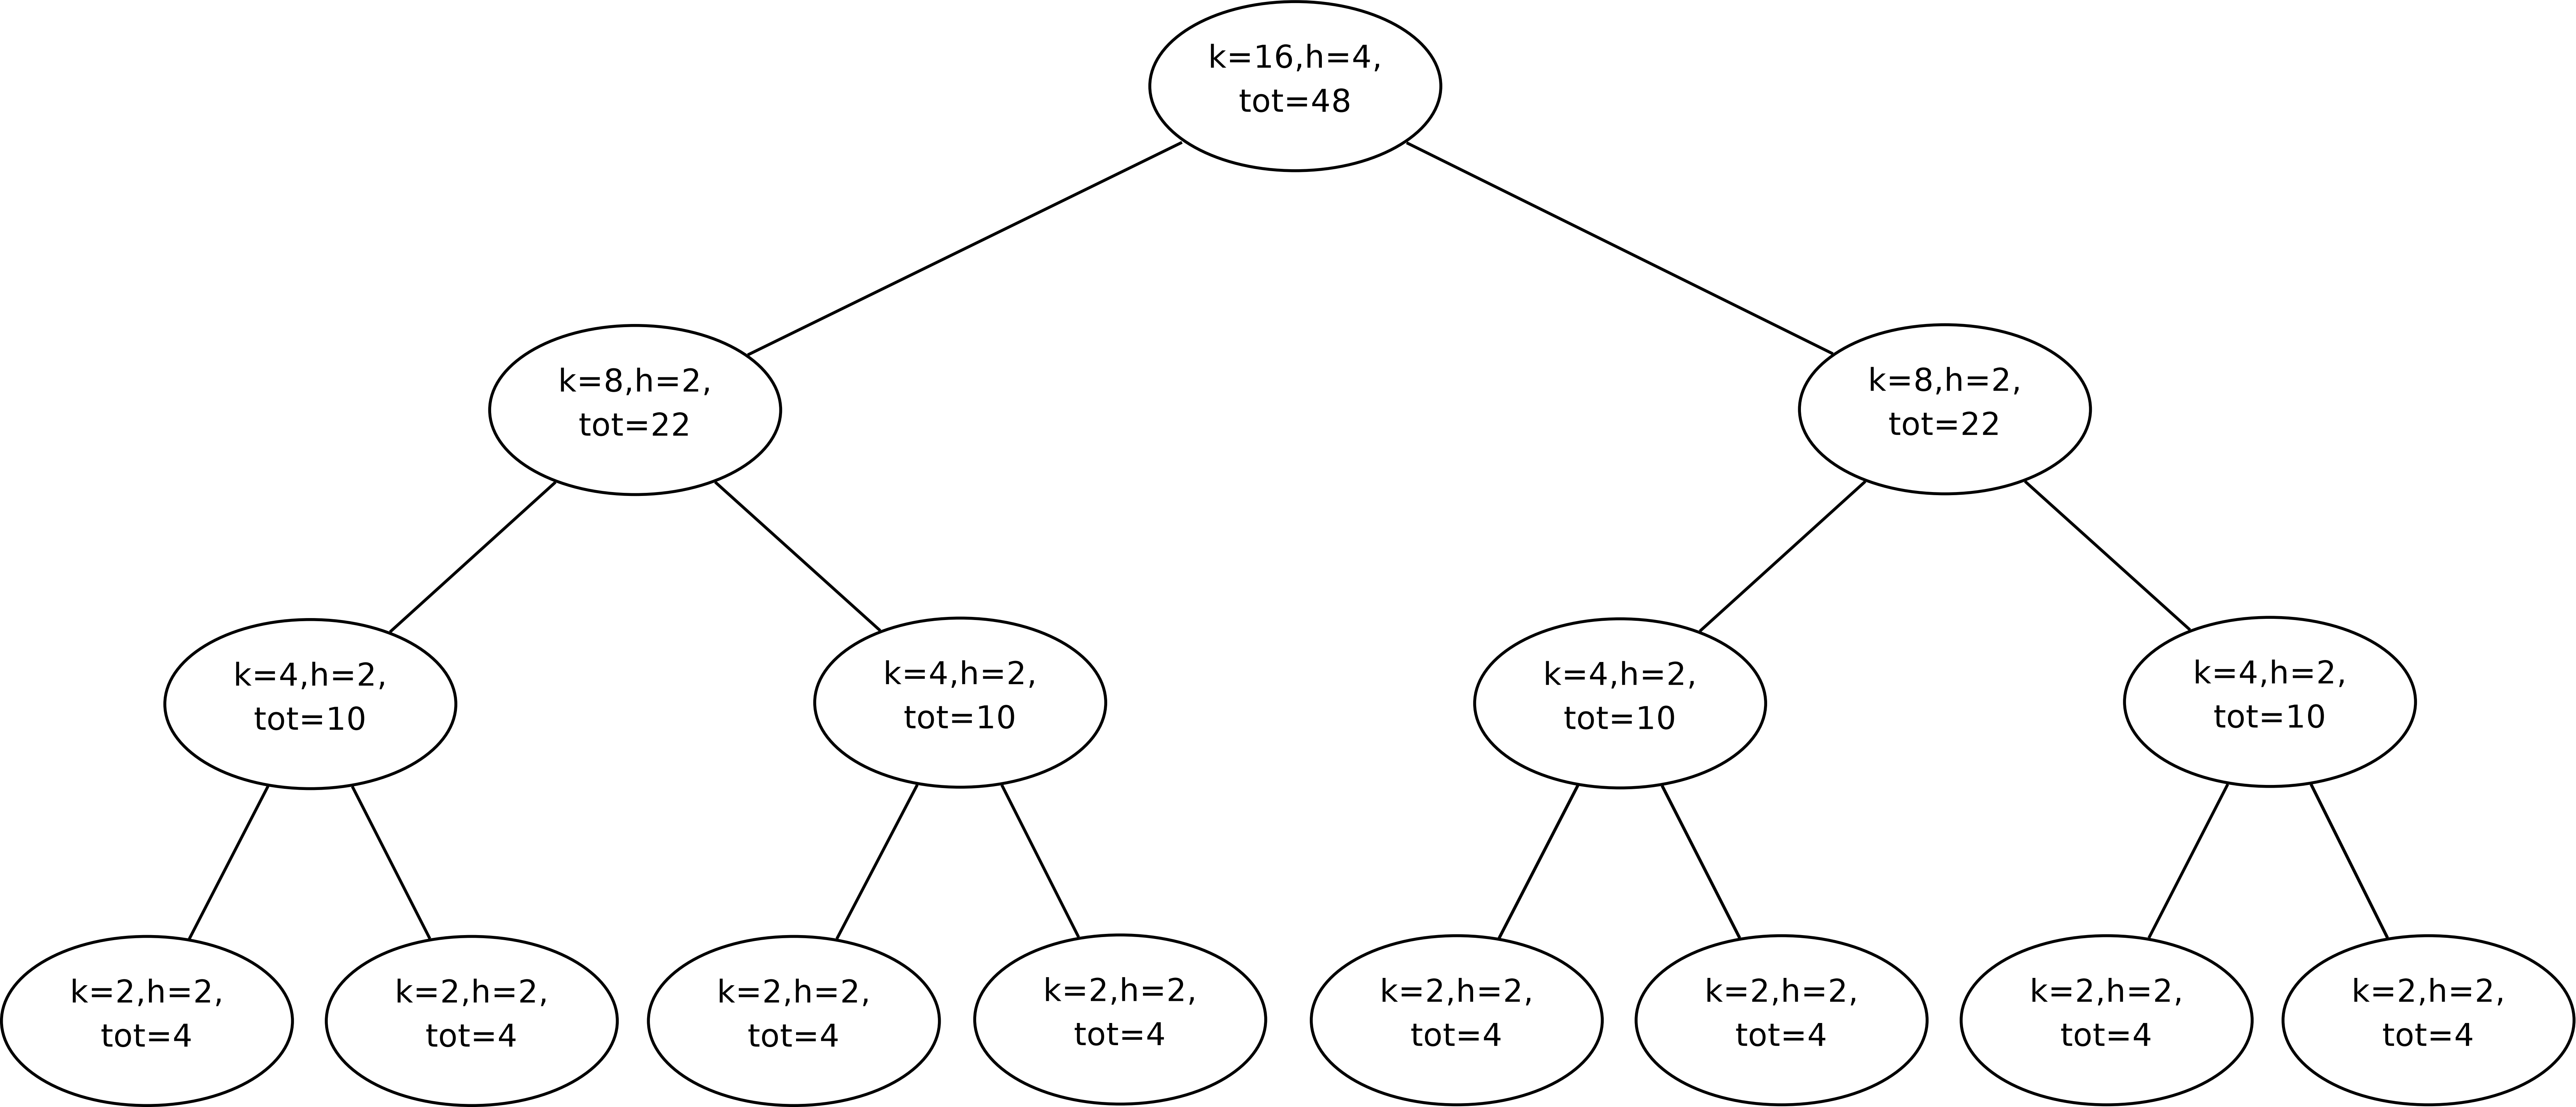 k=16,h=4,
tot=48
k=8,h=2,
tot=22
k=8,h=2,
tot=22
k=4,h=2,
tot=10
k=4,h=2,
tot=10
k=4,h=2,
tot=10
k=4,h=2,
tot=10
k=2,h=2,
tot=4
k=2,h=2,
tot=4
k=2,h=2,
tot=4
k=2,h=2,
tot=4
k=2,h=2,
tot=4
k=2,h=2,
tot=4
k=2,h=2,
tot=4
k=2,h=2,
tot=4